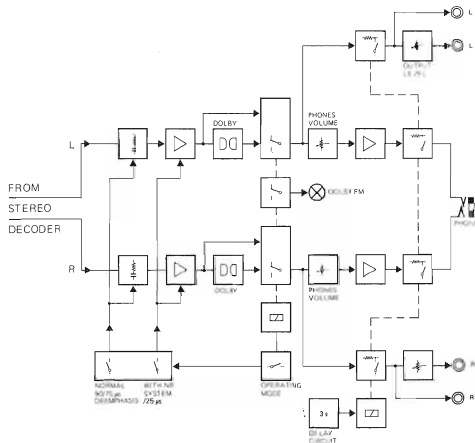 L
L
OUTPUT
LEVEL
DOLBY
PHONES
VOLUME
L
FROM
STEREO
DECODER
DOLBY FM
R
DOLBY
PHONES
VOLUME
NORMAL
50/75 µs
DEEMPHASIS
WITH NR
SYSTEM
/25 µs
OPERATING
MODE
3s
DELAY
CIRCUIT
R
R